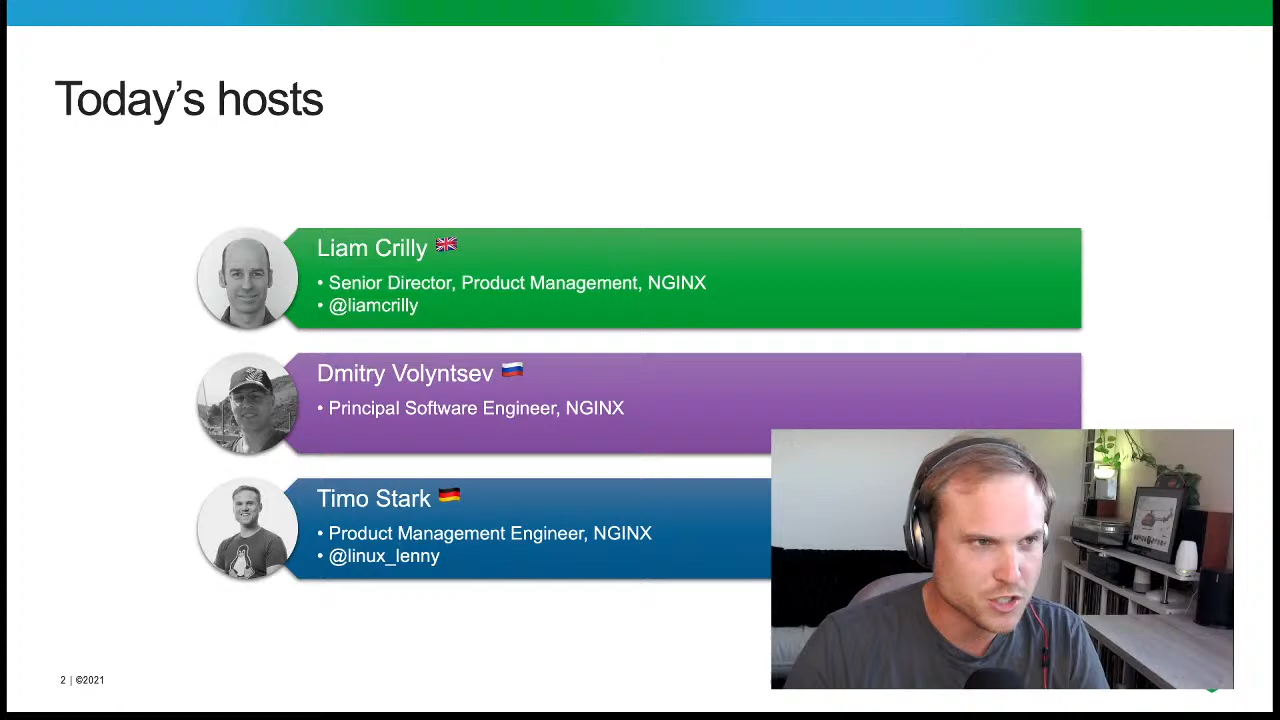 Today’s hosts
Liam Crilly 🇬🇧
• Senior Director, Product Management, NGINX
• @liamcrilly
Dmitry Volyntsev 🇷🇺
• Principal Software Engineer, NGINX
Timo Stark 🇩🇪
• Product Management Engineer, NGINX
• @linux_lenny
2 | ©2021